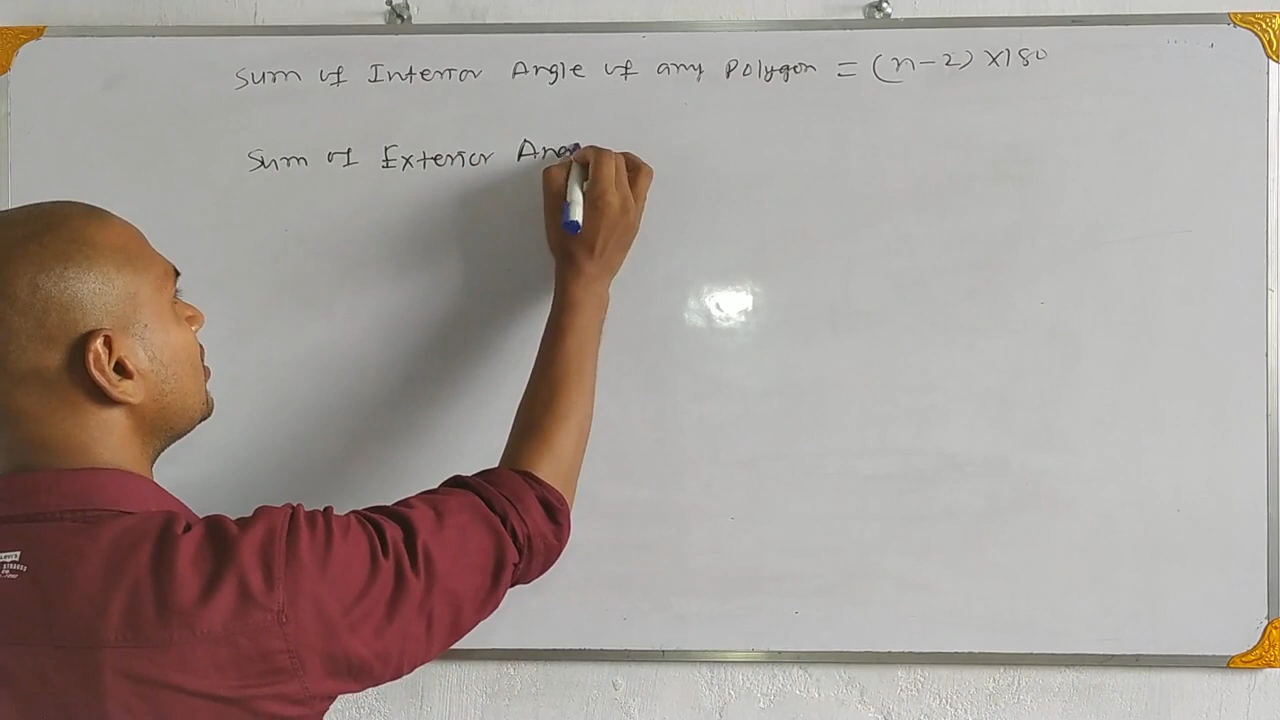 Sum of Interior Angle of any Polygon = (n-2) ×180
Sum of Exterior Ang